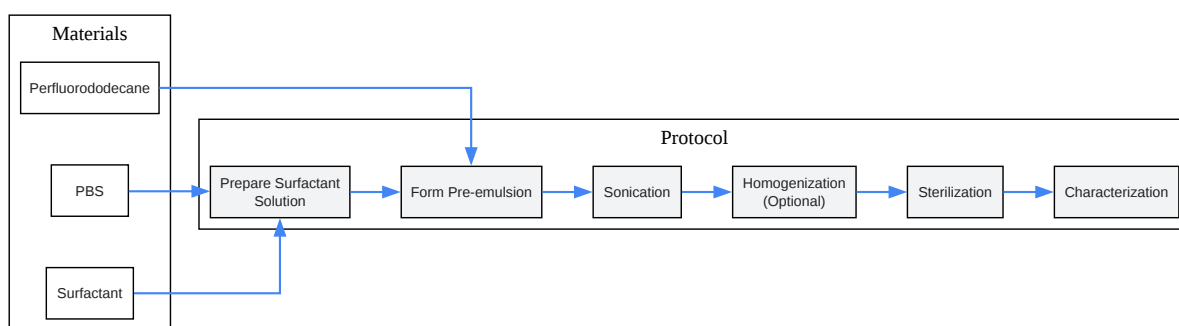 Materials
Perfluorododecane
PBS
Surfactant
Protocol
Prepare Surfactant
Solution
Form Pre-emulsion
Sonication
Homogenization
(Optional)
Sterilization
Characterization